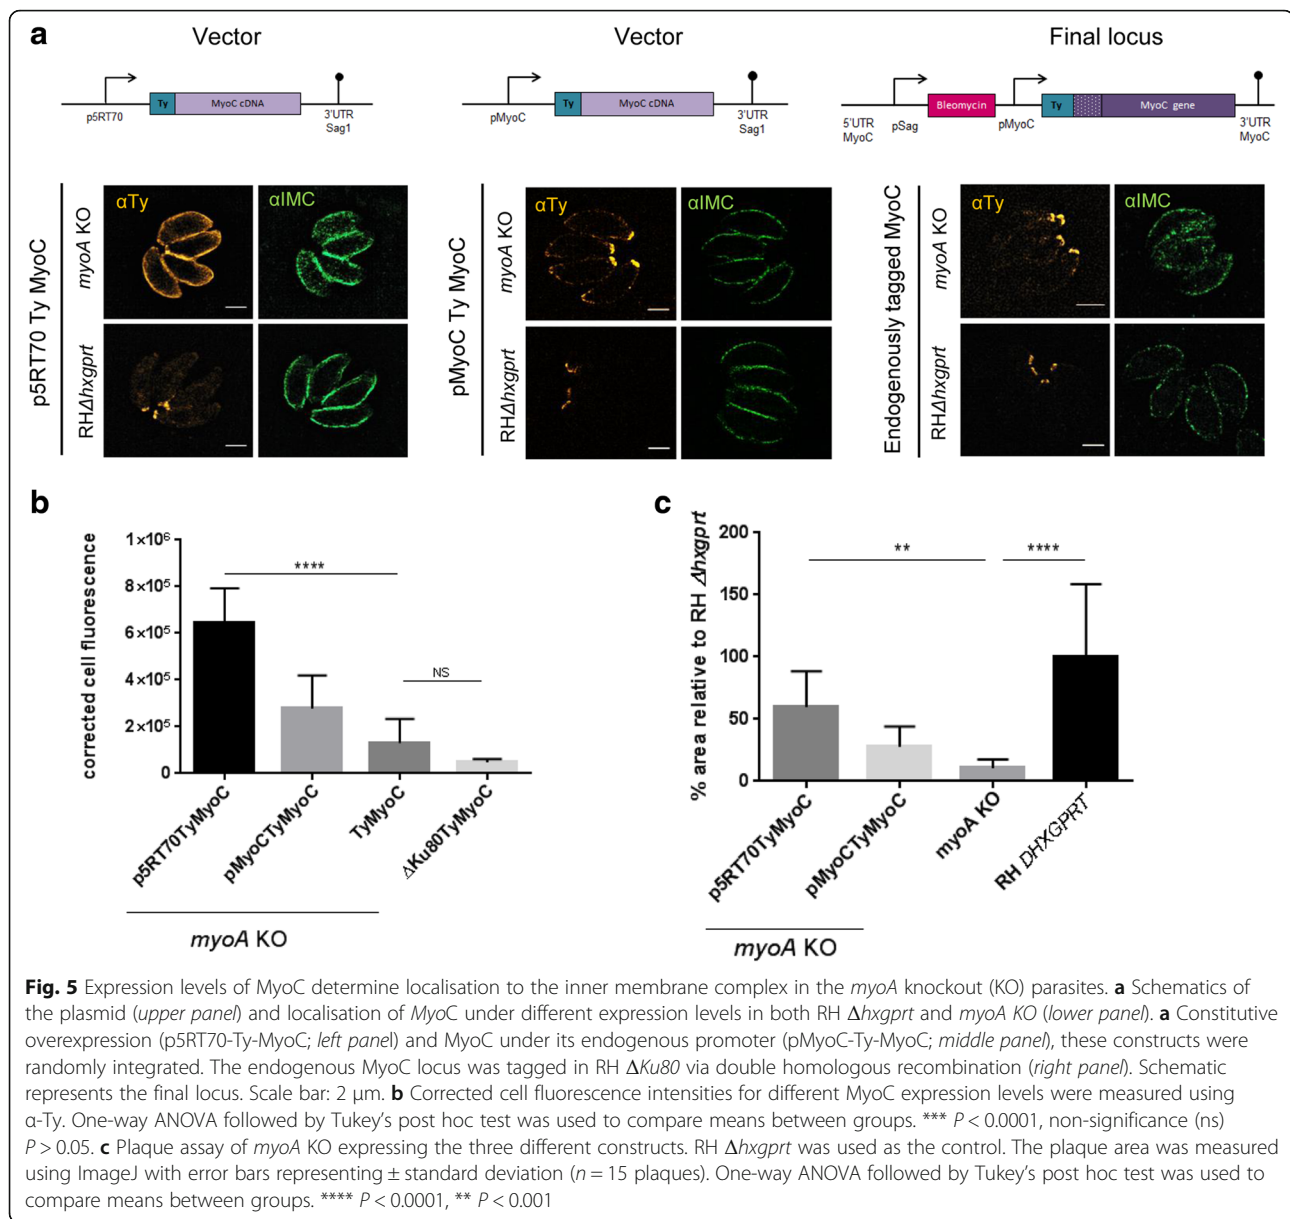 a
Vector
Vector
Final locus
p5RT70
Ty
MyoC cDNA
3'UTR
Sag1
pMyoC
Ty
MyoC cDNA
3'UTR
Sag1
5'UTR
MyoC
pSag
Bleomycin
pMyoC
Ty
MyoC gene
3'UTR
MyoC
p5RT70 Ty MyoC
myoA KO
RHΔhxgprt
αTy
αIMC
pMyoC Ty MyoC
myoA KO
RHΔhxgprt
αTy
αIMC
Endogenously tagged MyoC
myoA KO
RHΔhxgprt
αTy
αIMC
b
corrected cell fluorescence
1×10⁶
8×10⁵
6×10⁵
4×10⁵
2×10⁵
0
****
NS
p5RT70TyMyoC
pMyoCTyMyoC
TyMyoC
ΔKu80TyMyoC
myoA KO
c
% area relative to RH Δhxgprt
200
150
100
50
0
**
****
p5RT70TyMyoC
pMyoCTyMyoC
myoA KO
RH DHXGPRT
myoA KO
Fig. 5 Expression levels of MyoC determine localisation to the inner membrane complex in the myoA knockout (KO) parasites. a Schematics of
the plasmid (upper panel) and localisation of MyoC under different expression levels in both RH Δhxgprt and myoA KO (lower panel). a Constitutive
overexpression (p5RT70-Ty-MyoC; left panel) and MyoC under its endogenous promoter (pMyoC-Ty-MyoC; middle panel), these constructs were
randomly integrated. The endogenous MyoC locus was tagged in RH ΔKu80 via double homologous recombination (right panel). Schematic
represents the final locus. Scale bar: 2 μm. b Corrected cell fluorescence intensities for different MyoC expression levels were measured using
α-Ty. One-way ANOVA followed by Tukey's post hoc test was used to compare means between groups. *** P < 0.0001, non-significance (ns)
P > 0.05. c Plaque assay of myoA KO expressing the three different constructs. RH Δhxgprt was used as the control. The plaque area was measured
using ImageJ with error bars representing ± standard deviation (n = 15 plaques). One-way ANOVA followed by Tukey's post hoc test was used to
compare means between groups. **** P < 0.0001, ** P < 0.001